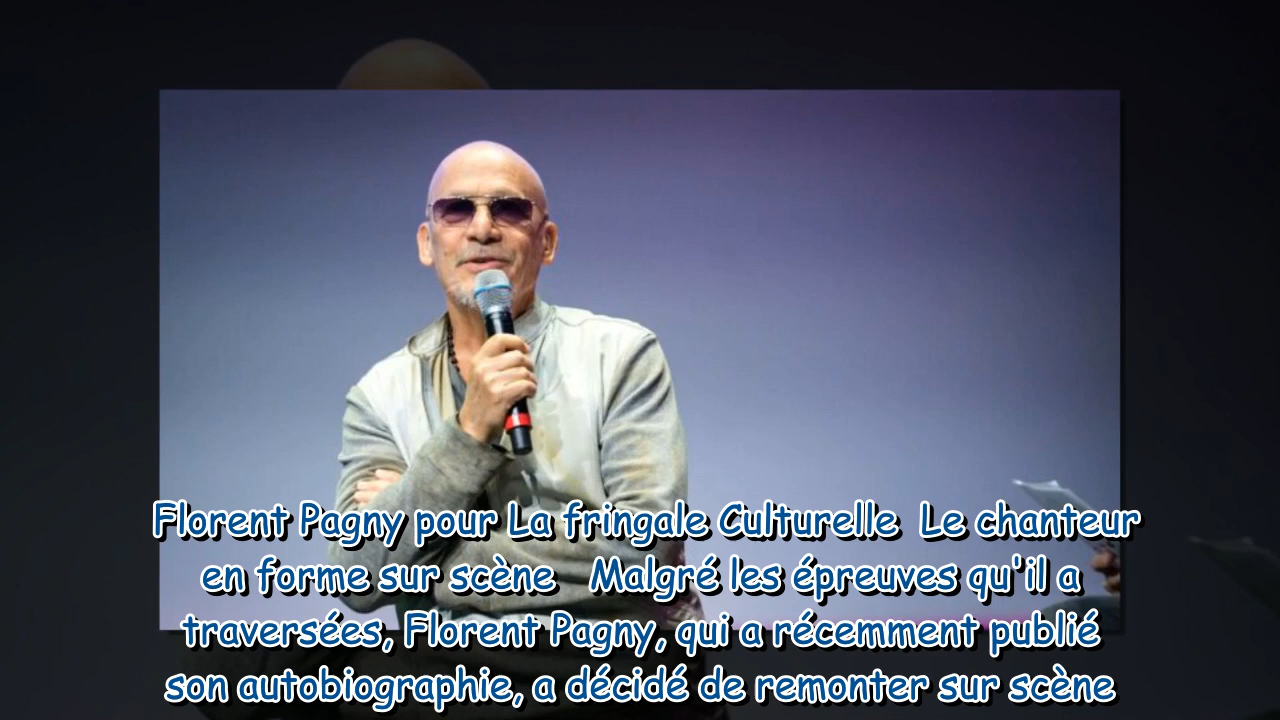 Florent Pagny pour La fringale Culturelle  Le chanteur
en forme sur scène   Malgré les épreuves qu'il a
traversées, Florent Pagny, qui a récemment publié
son autobiographie, a décidé de remonter sur scène